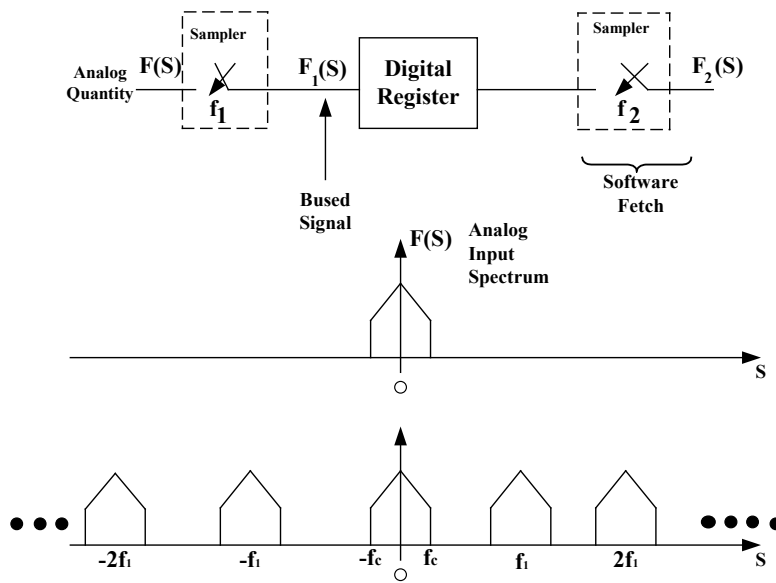 Sampler
F(S)
Analog
Quantity
f1
F1(S)
Digital
Register
Sampler
f2
F2(S)
Bused
Signal
Software
Fetch
F(S)
Analog
Input
Spectrum
S
-2f1
-f1
-fc
fc
f1
2f1
S